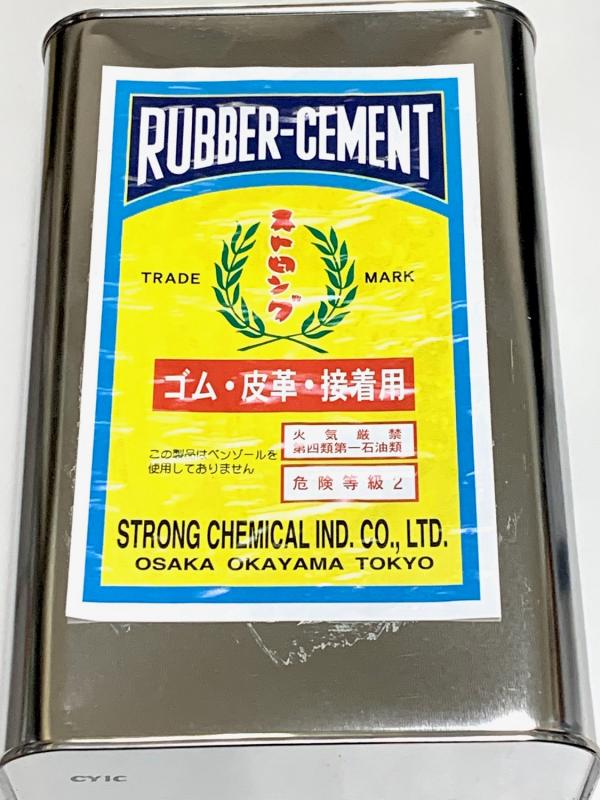 RUBBER-CEMENT
ストロング
TRADE MARK
ゴム・皮革・接着用
この製品はベンゾールを
使用しておりません
火気厳禁
第四類第一石油類
危険等級2
STRONG CHEMICAL IND. CO., LTD.
OSAKA OKAYAMA TOKYO
CYIC